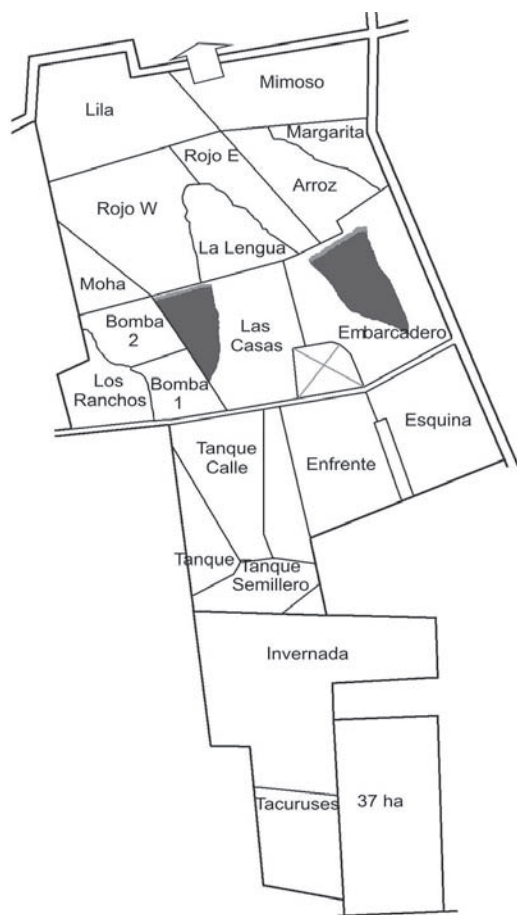 Mimoso
Lila
Margarita
Rojo E
Arroz
Rojo W
La Lengua
Moha
Bomba
2
Las
Casas
Embarcadero
Los
Ranchos
Bomba
1
Esquina
Tanque
Calle
Enfrente
Tanque
Tanque
Semillero
Invernada
Tacuruses
37 ha